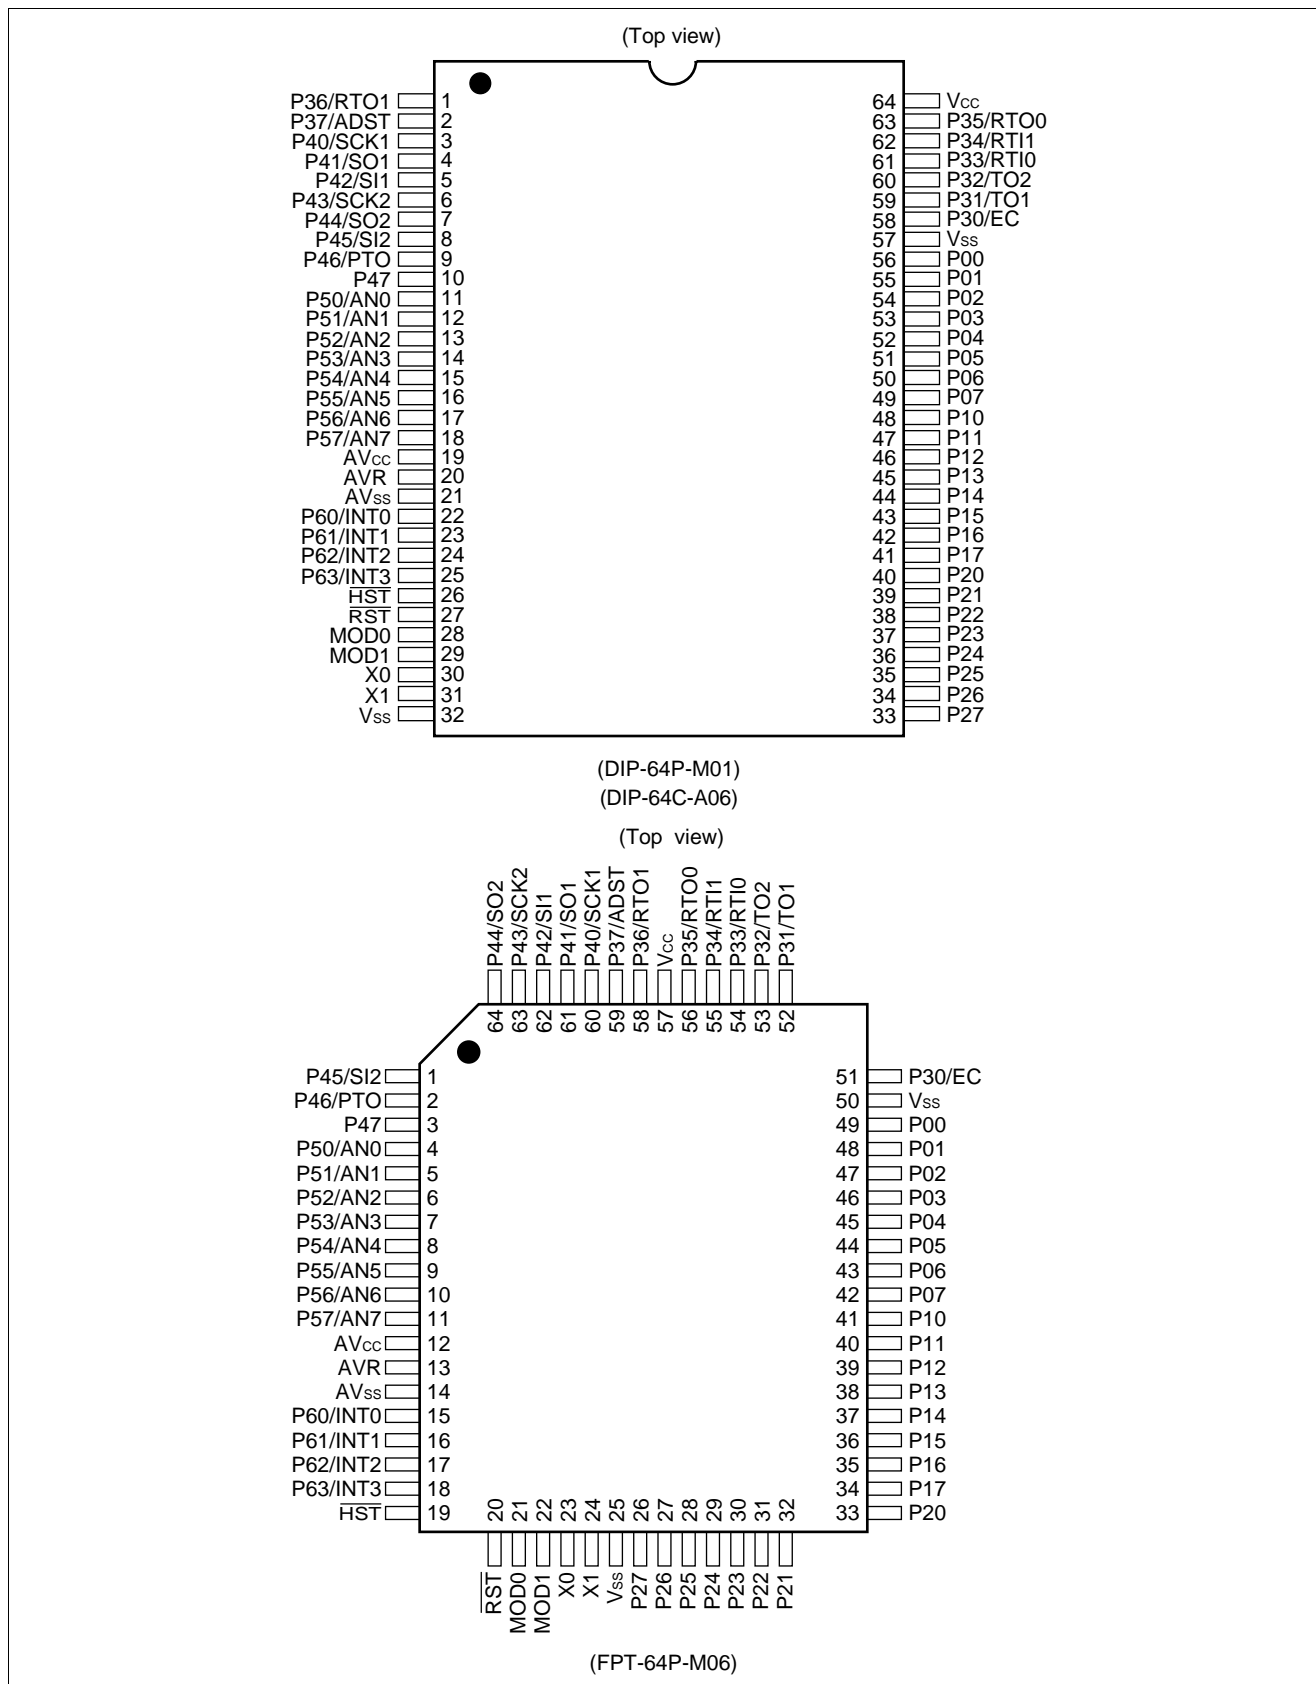 (Top view)
P36/RTO1 1 64 Vcc
P37/ADST 2 63 P35/RTO0
P40/SCK1 3 62 P34/RTI1
P41/SO1 4 61 P33/RTI0
P42/SI1 5 60 P32/TO2
P43/SCK2 6 59 P31/TO1
P44/SO2 7 58 P30/EC
P45/SI2 8 57 Vss
P46/PTO 9 56 P00
P47 10 55 P01
P50/AN0 11 54 P02
P51/AN1 12 53 P03
P52/AN2 13 52 P04
P53/AN3 14 51 P05
P54/AN4 15 50 P06
P55/AN5 16 49 P07
P56/AN6 17 48 P10
P57/AN7 18 47 P11
AVcc 19 46 P12
AVR 20 45 P13
AVss 21 44 P14
P60/INT0 22 43 P15
P61/INT1 23 42 P16
P62/INT2 24 41 P17
P63/INT3 25 40 P20
HST 26 39 P21
RST 27 38 P22
MOD0 28 37 P23
MOD1 29 36 P24
X0 30 35 P25
X1 31 34 P26
Vss 32 33 P27
(DIP-64P-M01)
(DIP-64C-A06)
(Top view)
P44/SO2 P43/SCK2 P42/SI1 P41/SO1 P40/SCK1 P37/ADST P36/RTO1 Vcc P35/RTO0 P34/RTI1 P33/RTI0 P32/TO2 P31/TO1
64 63 62 61 60 59 58 57 56 55 54 53 52
P45/SI2 1 51 P30/EC
P46/PTO 2 50 Vss
P47 3 49 P00
P50/AN0 4 48 P01
P51/AN1 5 47 P02
P52/AN2 6 46 P03
P53/AN3 7 45 P04
P54/AN4 8 44 P05
P55/AN5 9 43 P06
P56/AN6 10 42 P07
P57/AN7 11 41 P10
AVcc 12 40 P11
AVR 13 39 P12
AVss 14 38 P13
P60/INT0 15 37 P14
P61/INT1 16 36 P15
P62/INT2 17 35 P16
P63/INT3 18 34 P17
HST 19 33 P20
20 21 22 23 24 25 26 27 28 29 30 31 32
RST MOD0 MOD1 X0 X1 Vss P27 P26 P25 P24 P23 P22 P21
(FPT-64P-M06)